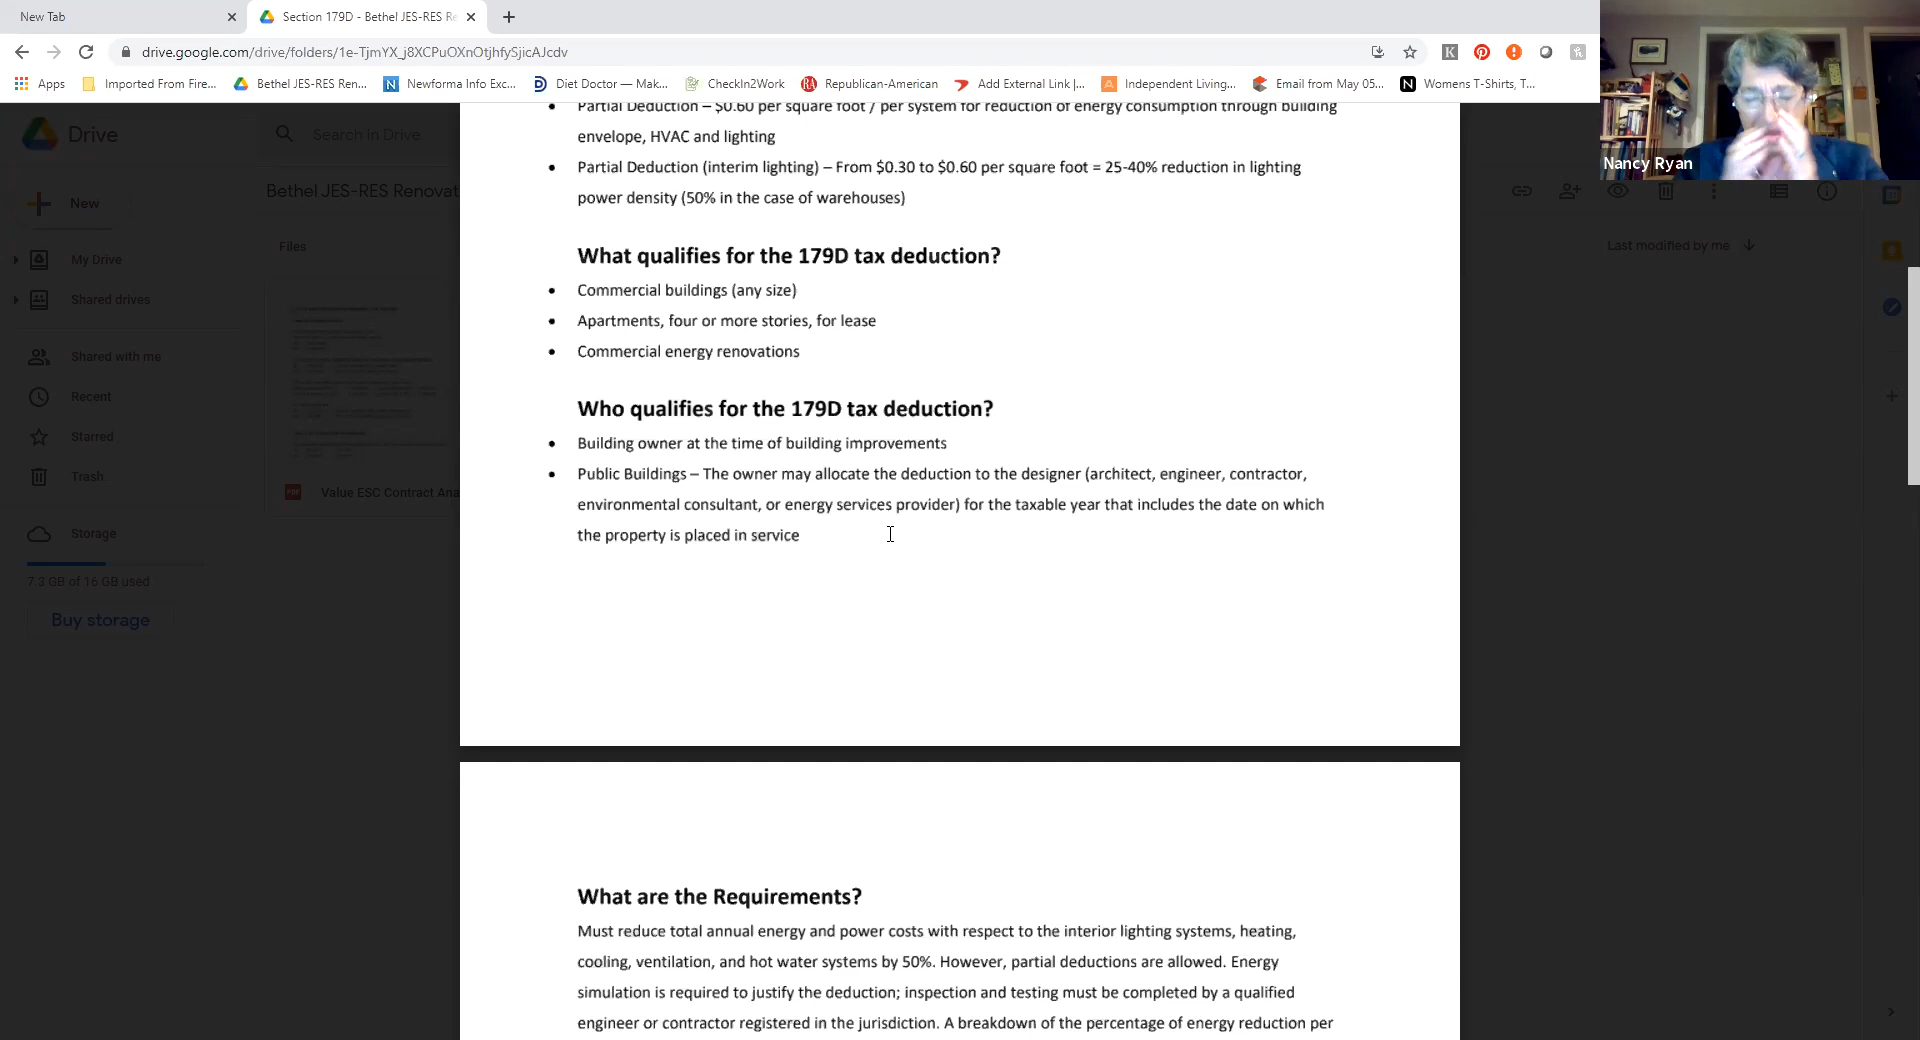 New Tab
Section 179D - Bethel JES-RES Re
drive.google.com/drive/folders/1e-TjmYX_j8XCPuOXnOtjhfySjicAJcdv
Apps
Imported From Fire...
Bethel JES-RES Ren...
Newforma Info Exc...
Diet Doctor — Mak...
CheckIn2Work
Republican-American
Add External Link |...
Independent Living...
Email from May 05...
Womens T-Shirts, T...
Nancy Ryan
Drive
Search in Drive
New
Bethel JES-RES Renovat
Files
Last modified by me
My Drive
Shared drives
Shared with me
Recent
Starred
Trash
Value ESC Contract Ana
Storage
7.3 GB of 16 GB used
Buy storage
• Partial Deduction – $0.60 per square foot / per system for reduction of energy consumption through building
envelope, HVAC and lighting
• Partial Deduction (interim lighting) – From $0.30 to $0.60 per square foot = 25-40% reduction in lighting
power density (50% in the case of warehouses)
What qualifies for the 179D tax deduction?
• Commercial buildings (any size)
• Apartments, four or more stories, for lease
• Commercial energy renovations
Who qualifies for the 179D tax deduction?
• Building owner at the time of building improvements
• Public Buildings – The owner may allocate the deduction to the designer (architect, engineer, contractor,
environmental consultant, or energy services provider) for the taxable year that includes the date on which
the property is placed in service
What are the Requirements?
Must reduce total annual energy and power costs with respect to the interior lighting systems, heating,
cooling, ventilation, and hot water systems by 50%. However, partial deductions are allowed. Energy
simulation is required to justify the deduction; inspection and testing must be completed by a qualified
engineer or contractor registered in the jurisdiction. A breakdown of the percentage of energy reduction per